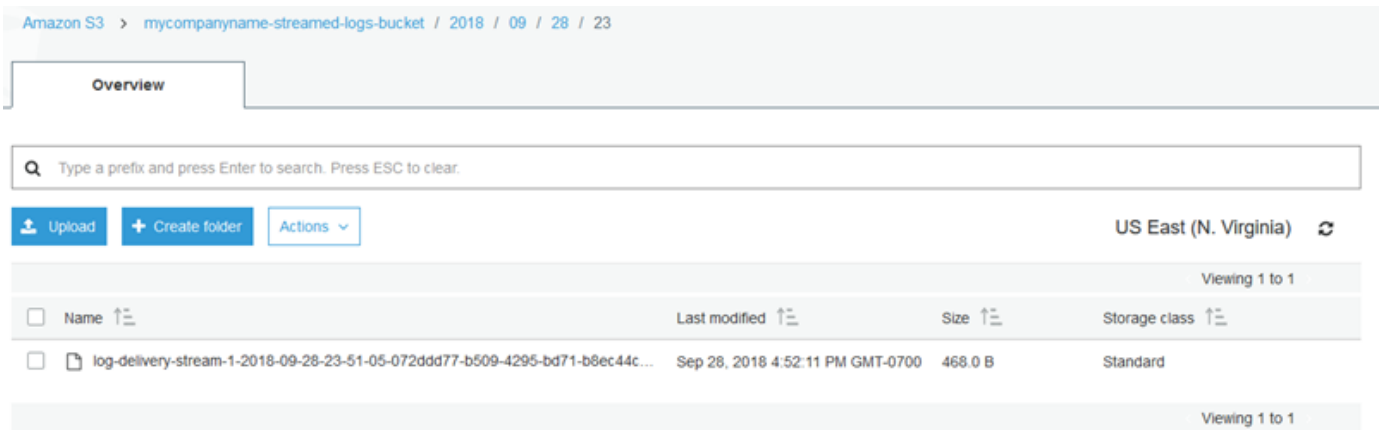 Amazon S3 > mycompanyname-streamed-logs-bucket / 2018 / 09 / 28 / 23
Overview
Type a prefix and press Enter to search. Press ESC to clear.
Upload + Create folder Actions US East (N. Virginia)
Viewing 1 to 1
Name Last modified Size Storage class
log-delivery-stream-1-2018-09-28-23-51-05-072ddd77-b509-4295-bd71-b8ec44c... Sep 28, 2018 4:52:11 PM GMT-0700 468.0 B Standard
Viewing 1 to 1